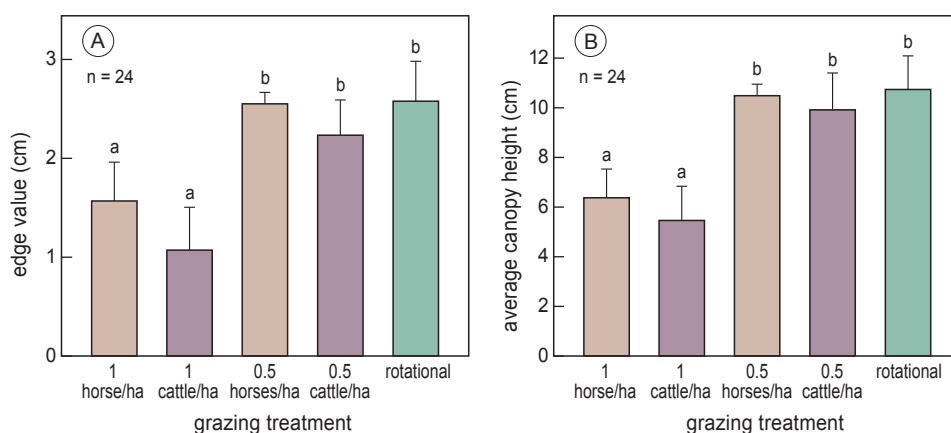 A
n = 24
edge value (cm)
3
2
1
0
a
a
b
b
b
1
horse/ha
1
cattle/ha
0.5
horses/ha
0.5
cattle/ha
rotational
grazing treatment
B
n = 24
average canopy height (cm)
12
10
8
6
4
2
0
a
a
b
b
b
1
horse/ha
1
cattle/ha
0.5
horses/ha
0.5
cattle/ha
rotational
grazing treatment